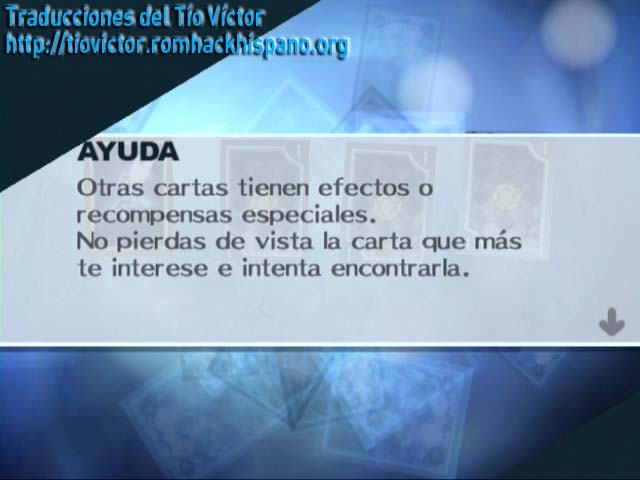 Traducciones del Tío Víctor
http://tiovictor.romhackhispano.org
AYUDA
Otras cartas tienen efectos o
recompensas especiales.
No pierdas de vista la carta que más
te interese e intenta encontrarla.